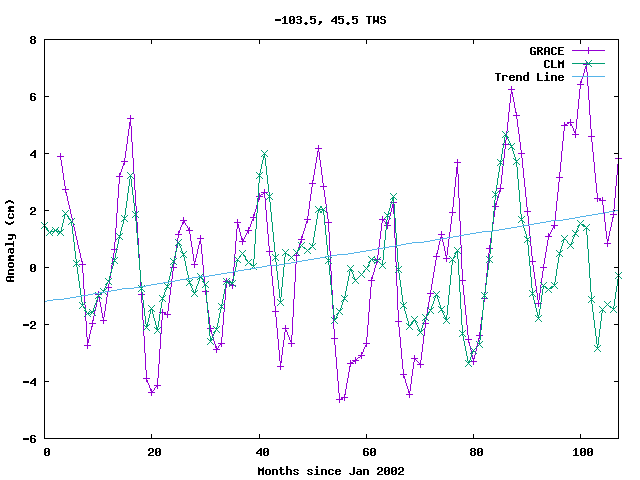 -103.5, 45.5 TWS
GRACE
CLM
Trend Line
8
6
4
2
0
-2
-4
-6
Anomaly (cm)
0 20 40 60 80 100
Months since Jan 2002